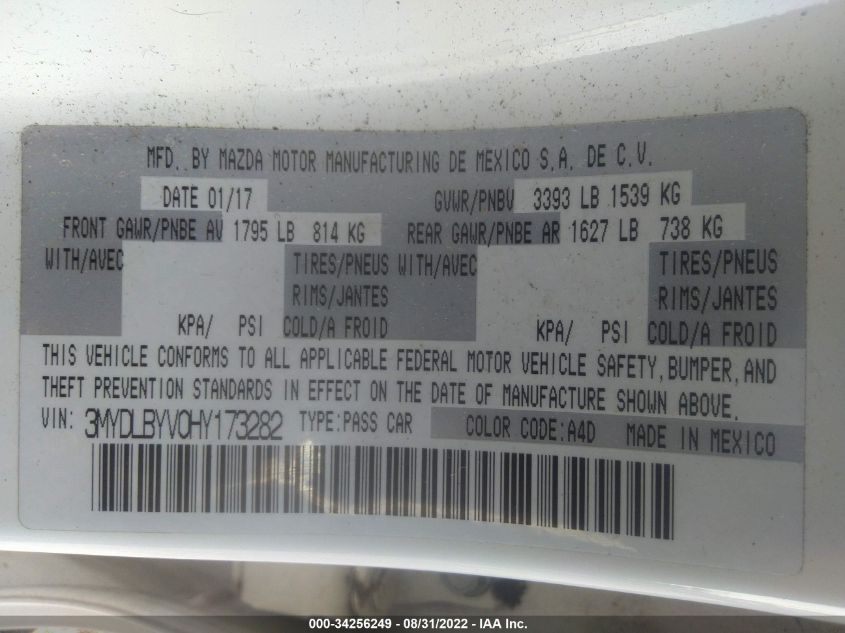 MFD. BY MAZDA MOTOR MANUFACTURING DE MEXICO S.A. DE C.V.
DATE 01/17 GVWR/PNBV 3393 LB 1539 KG
FRONT GAWR/PNBE AV 1795 LB 814 KG REAR GAWR/PNBE AR 1627 LB 738 KG
WITH/AVEC TIRES/PNEUS WITH/AVEC TIRES/PNEUS
RIMS/JANTES RIMS/JANTES
KPA/ PSI COLD/A FROID KPA/ PSI COLD/A FROID
THIS VEHICLE CONFORMS TO ALL APPLICABLE FEDERAL MOTOR VEHICLE SAFETY, BUMPER, AND
THEFT PREVENTION STANDARDS IN EFFECT ON THE DATE OF MANUFACTURE SHOWN ABOVE.
VIN: 3MYDLBYV0HY173282 TYPE:PASS CAR COLOR CODE:A4D MADE IN MEXICO
000-34256249 - 08/31/2022 - IAA Inc.